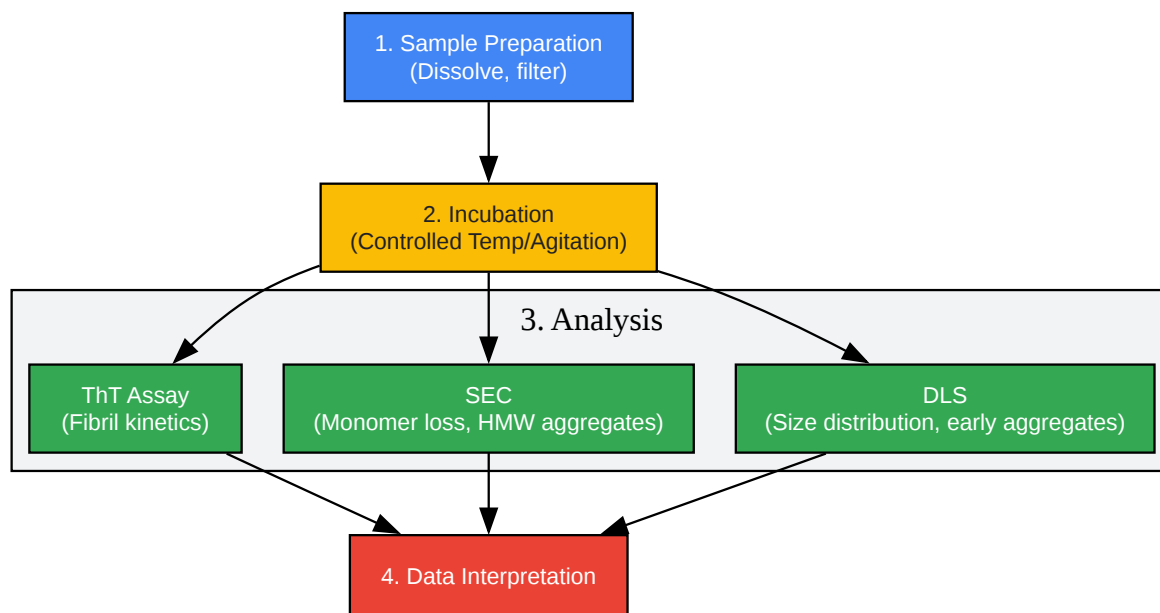 1. Sample Preparation
(Dissolve, filter)
2. Incubation
(Controlled Temp/Agitation)
3. Analysis
ThT Assay
(Fibril kinetics)
SEC
(Monomer loss, HMW aggregates)
DLS
(Size distribution, early aggregates)
4. Data Interpretation